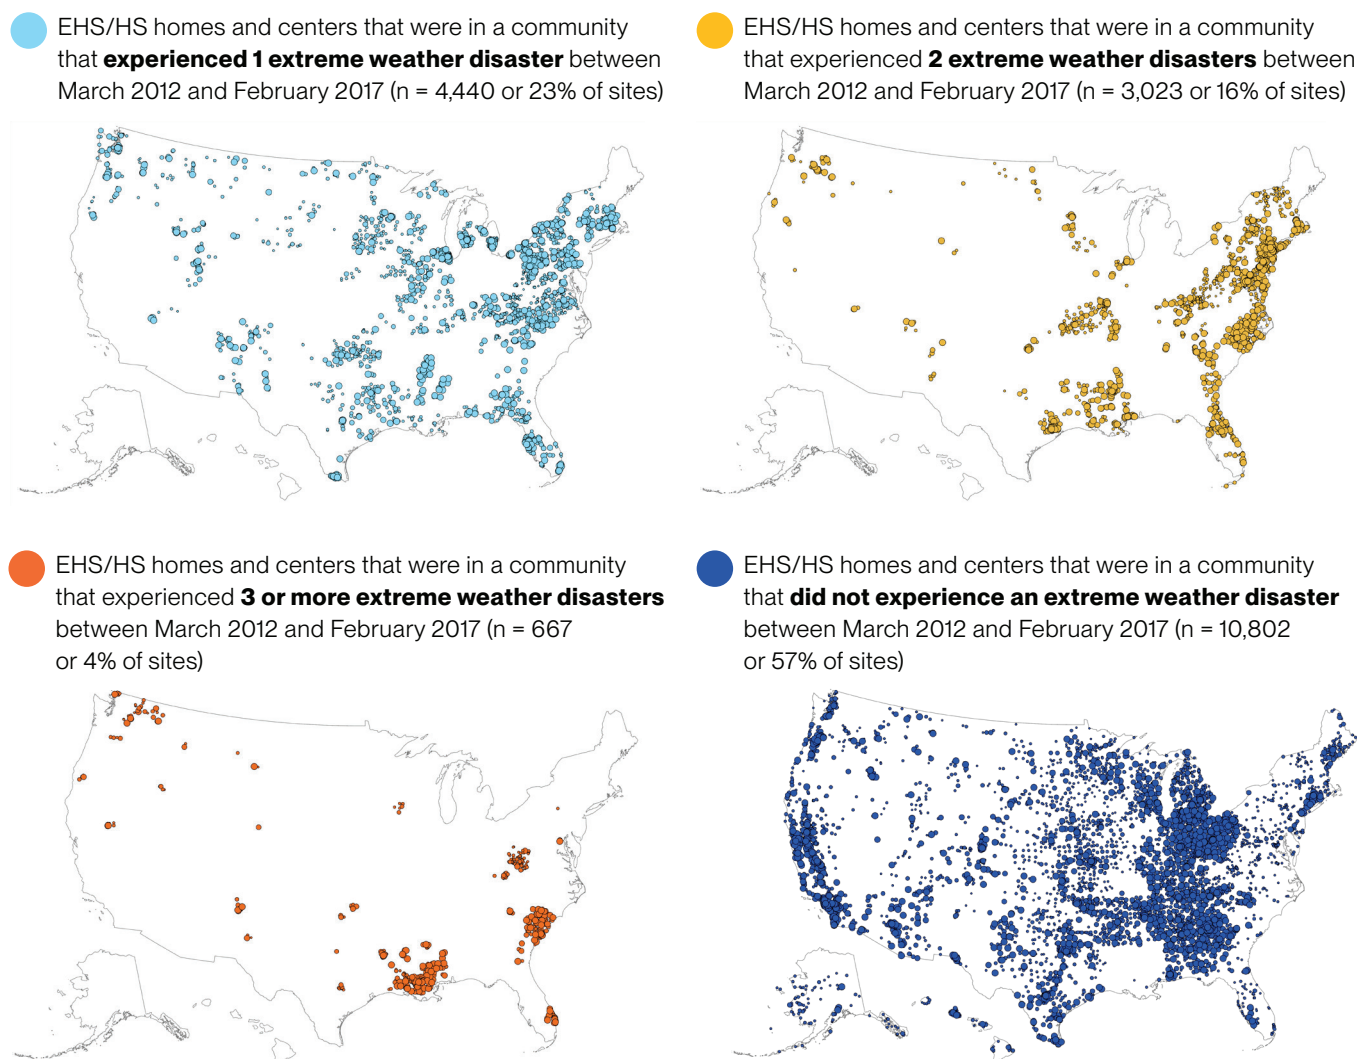 EHS/HS homes and centers that were in a community
that experienced 1 extreme weather disaster between
March 2012 and February 2017 (n = 4,440 or 23% of sites)
EHS/HS homes and centers that were in a community
that experienced 2 extreme weather disasters between
March 2012 and February 2017 (n = 3,023 or 16% of sites)
EHS/HS homes and centers that were in a community
that experienced 3 or more extreme weather disasters
between March 2012 and February 2017 (n = 667
or 4% of sites)
EHS/HS homes and centers that were in a community
that did not experience an extreme weather disaster
between March 2012 and February 2017 (n = 10,802
or 57% of sites)